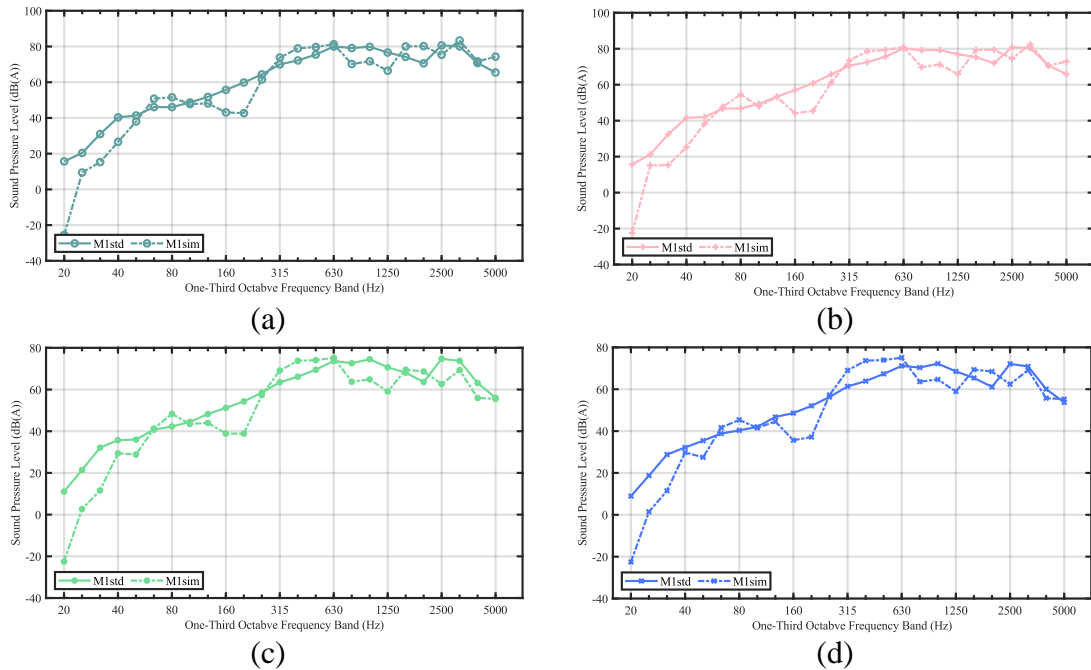 100
80
60
40
20
0
-20
-40
Sound Pressure Level (dB(A))
M1std M1sim
20 40 80 160 315 630 1250 2500 5000
One-Third Octabve Frequency Band (Hz)
(a)
100
80
60
40
20
0
-20
-40
Sound Pressure Level (dB(A))
M1std M1sim
20 40 80 160 315 630 1250 2500 5000
One-Third Octabve Frequency Band (Hz)
(b)
80
60
40
20
0
-20
-40
Sound Pressure Level (dB(A))
M1std M1sim
20 40 80 160 315 630 1250 2500 5000
One-Third Octabve Frequency Band (Hz)
(c)
80
60
40
20
0
-20
-40
Sound Pressure Level (dB(A))
M1std M1sim
20 40 80 160 315 630 1250 2500 5000
One-Third Octabve Frequency Band (Hz)
(d)